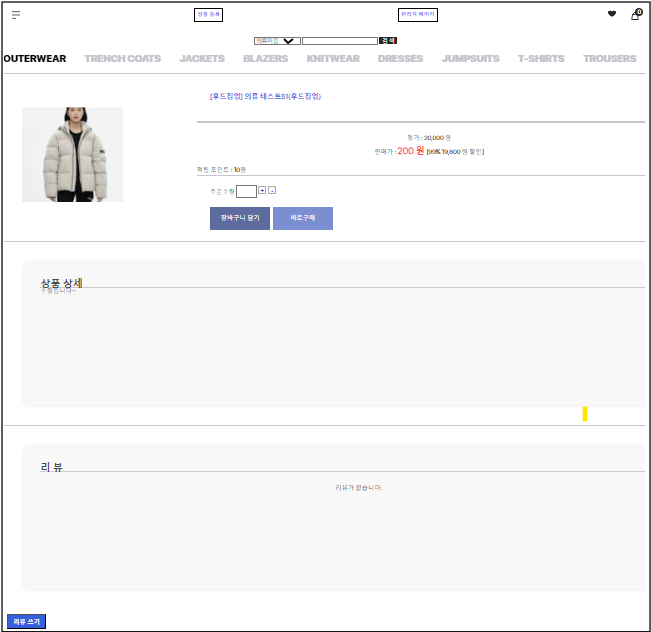 상품 등록
관리자 페이지
0
의류이름
검색
OUTERWEAR TRENCH COATS JACKETS BLAZERS KNITWEAR DRESSES JUMPSUITS T-SHIRTS TROUSERS
[후드집업] 의류 테스트51(후드집업)
정가 : 20,000 원
판매가 : 200 원 [99% 19,800 원 할인]
적립 포인트 : 10원
주문수량 + -
장바구니 담기 바로구매
상품 상세
수정됩니다~
리뷰
리뷰가 없습니다.
리뷰 쓰기